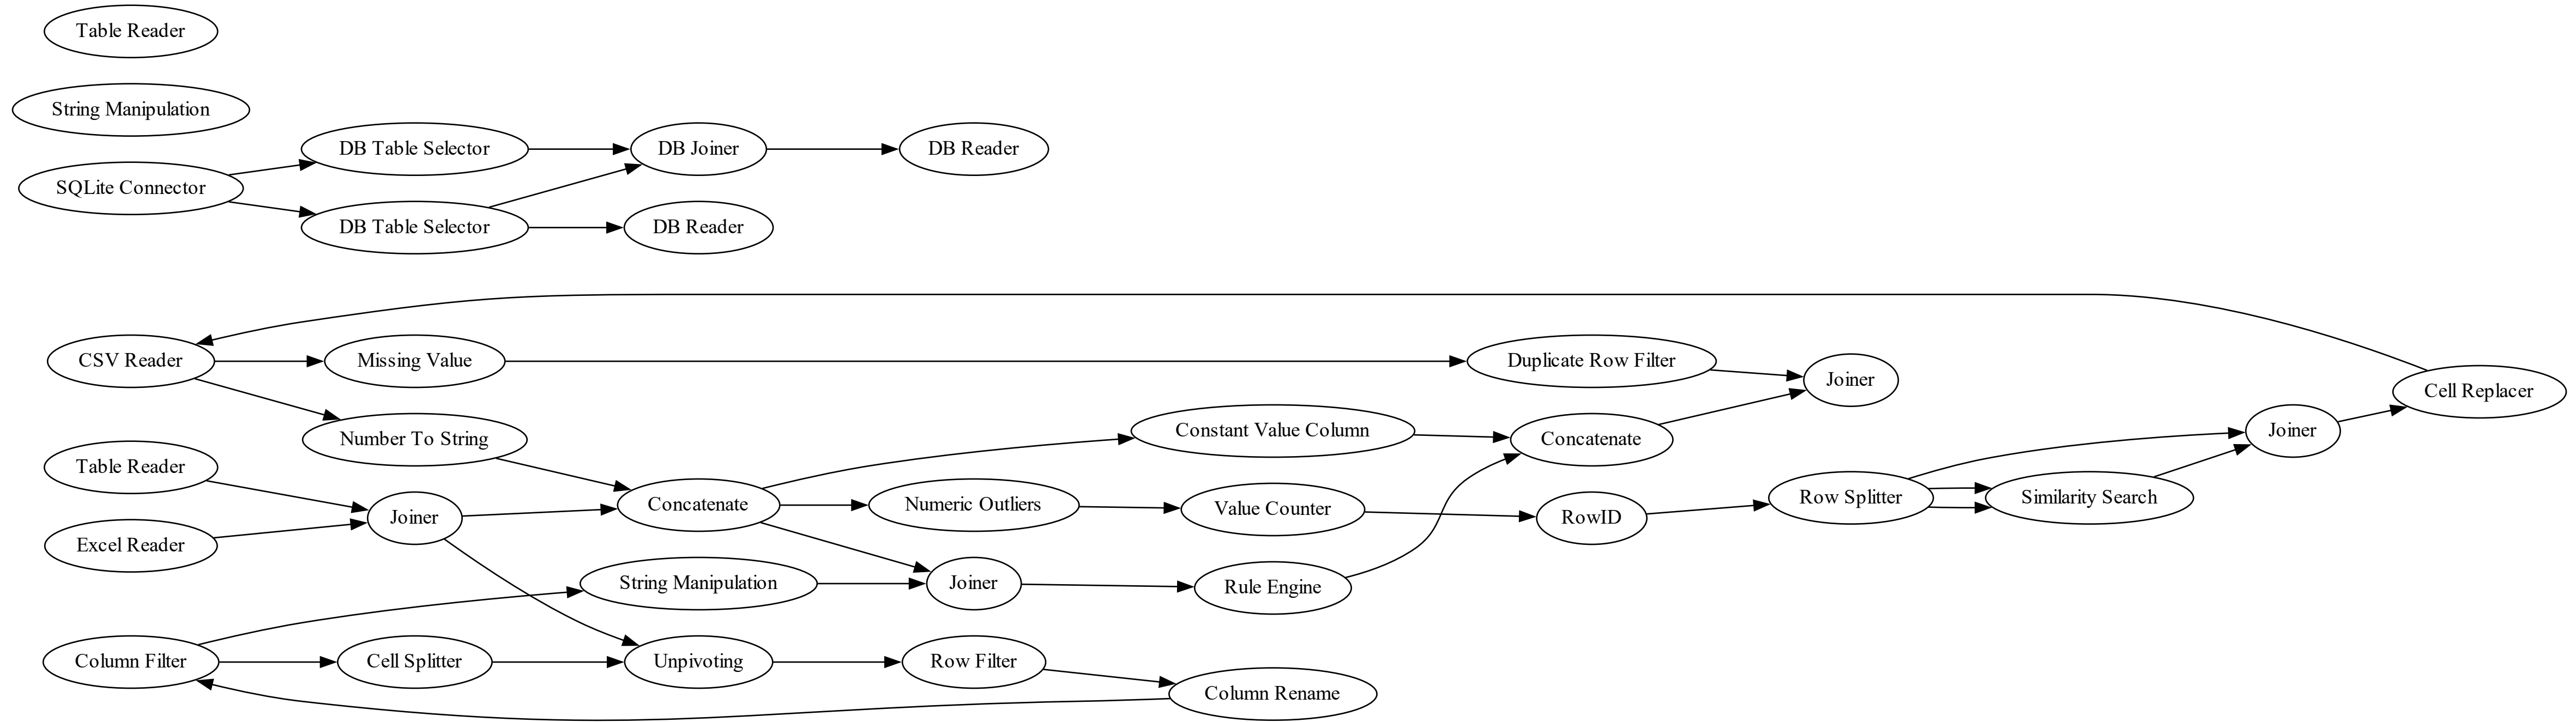 Table Reader
String Manipulation
DB Table Selector
DB Joiner
DB Reader
SQLite Connector
DB Table Selector
DB Reader
CSV Reader
Missing Value
Duplicate Row Filter
Joiner
Cell Replacer
Number To String
Constant Value Column
Concatenate
Joiner
Table Reader
Excel Reader
Joiner
Concatenate
Numeric Outliers
Value Counter
RowID
Row Splitter
Similarity Search
String Manipulation
Joiner
Rule Engine
Column Filter
Cell Splitter
Unpivoting
Row Filter
Column Rename